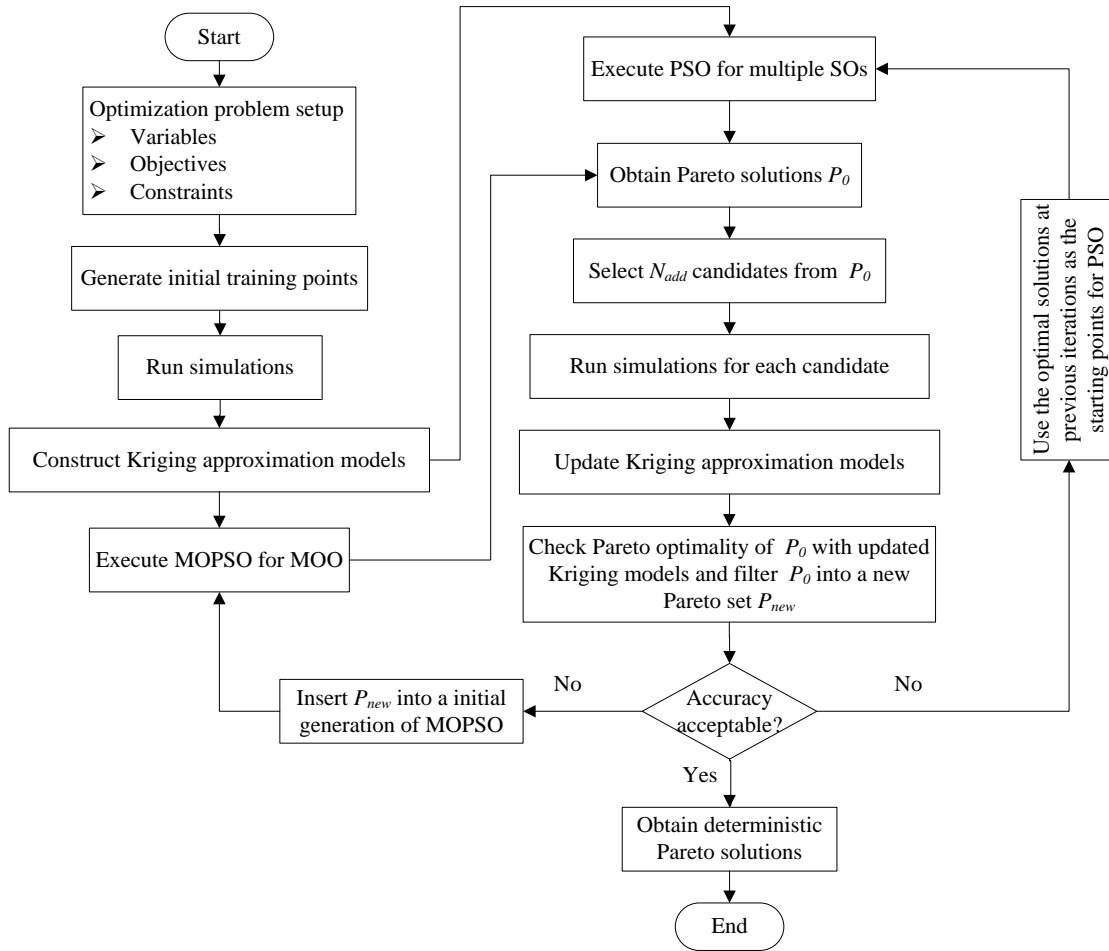 Start
Optimization problem setup
➢ Variables
➢ Objectives
➢ Constraints
Generate initial training points
Run simulations
Construct Kriging approximation models
Execute MOPSO for MOO
Insert Pnew into a initial
generation of MOPSO
Execute PSO for multiple SOs
Obtain Pareto solutions P0
Select Nadd candidates from P0
Run simulations for each candidate
Update Kriging approximation models
Check Pareto optimality of P0 with updated
Kriging models and filter P0 into a new
Pareto set Pnew
Accuracy
acceptable?
No
No
Yes
Obtain deterministic
Pareto solutions
End
Use the optimal solutions at
previous iterations as the
starting points for PSO